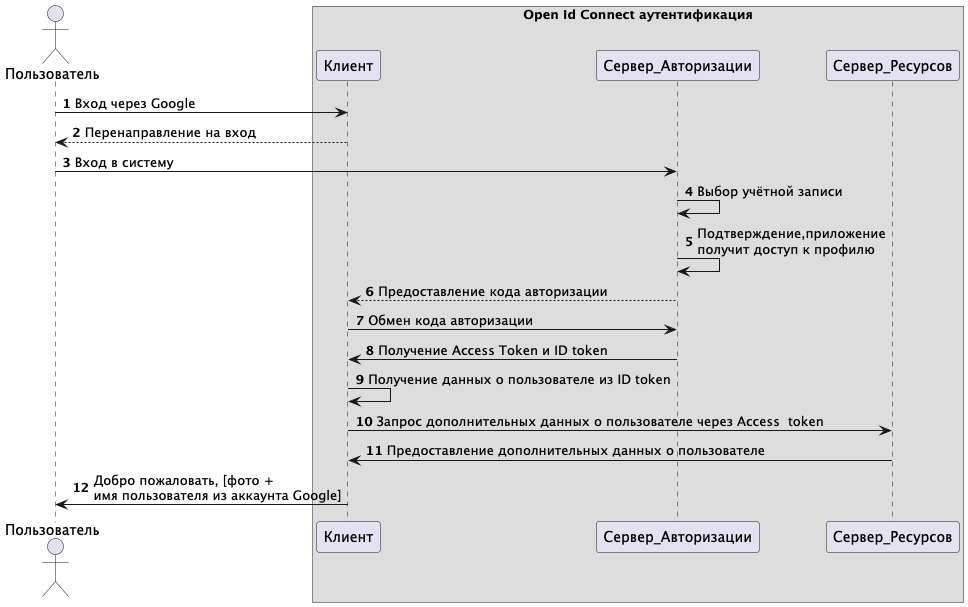 Open Id Connect аутентификация
Пользователь
Клиент
Сервер_Авторизации
Сервер_Ресурсов
1 Вход через Google
2 Перенаправление на вход
3 Вход в систему
4 Выбор учётной записи
5 Подтверждение,приложение
получит доступ к профилю
6 Предоставление кода авторизации
7 Обмен кода авторизации
8 Получение Access Token и ID token
9 Получение данных о пользователе из ID token
10 Запрос дополнительных данных о пользователе через Access  token
11 Предоставление дополнительных данных о пользователе
12 Добро пожаловать, [фото +
имя пользователя из аккаунта Google]
Пользователь
Клиент
Сервер_Авторизации
Сервер_Ресурсов